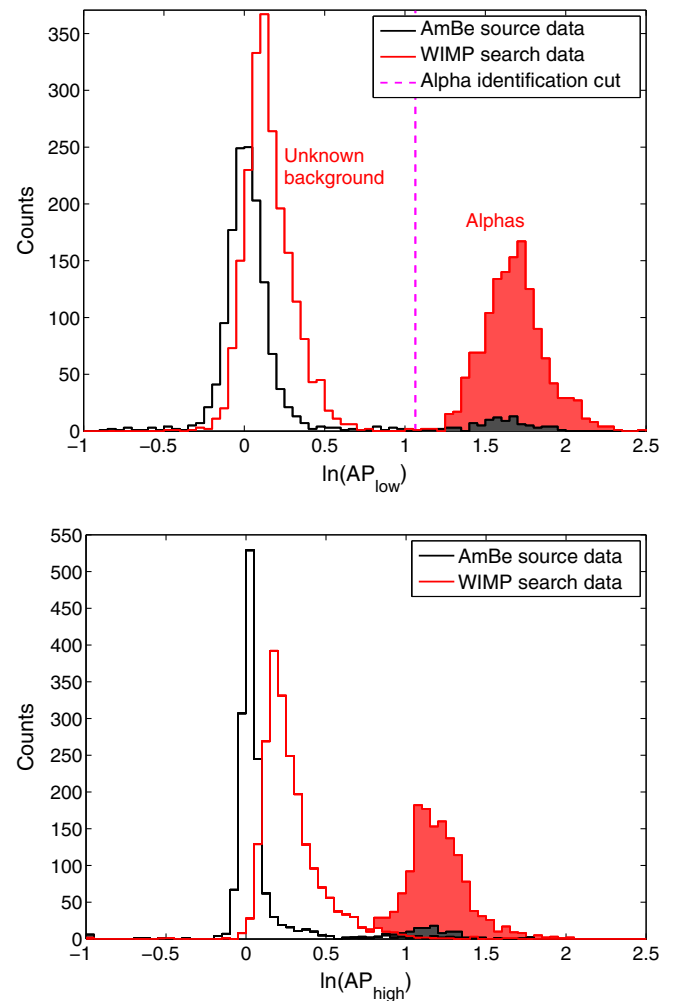 400
350
300
250
200
150
100
50
0
Counts
AmBe source data
WIMP search data
Alpha identification cut
Unknown
background
Alphas
−1 −0.5 0 0.5 1 1.5 2 2.5
ln(AP_low)
550
500
450
400
350
300
250
200
150
100
50
0
Counts
AmBe source data
WIMP search data
−1 −0.5 0 0.5 1 1.5 2 2.5
ln(AP_high)